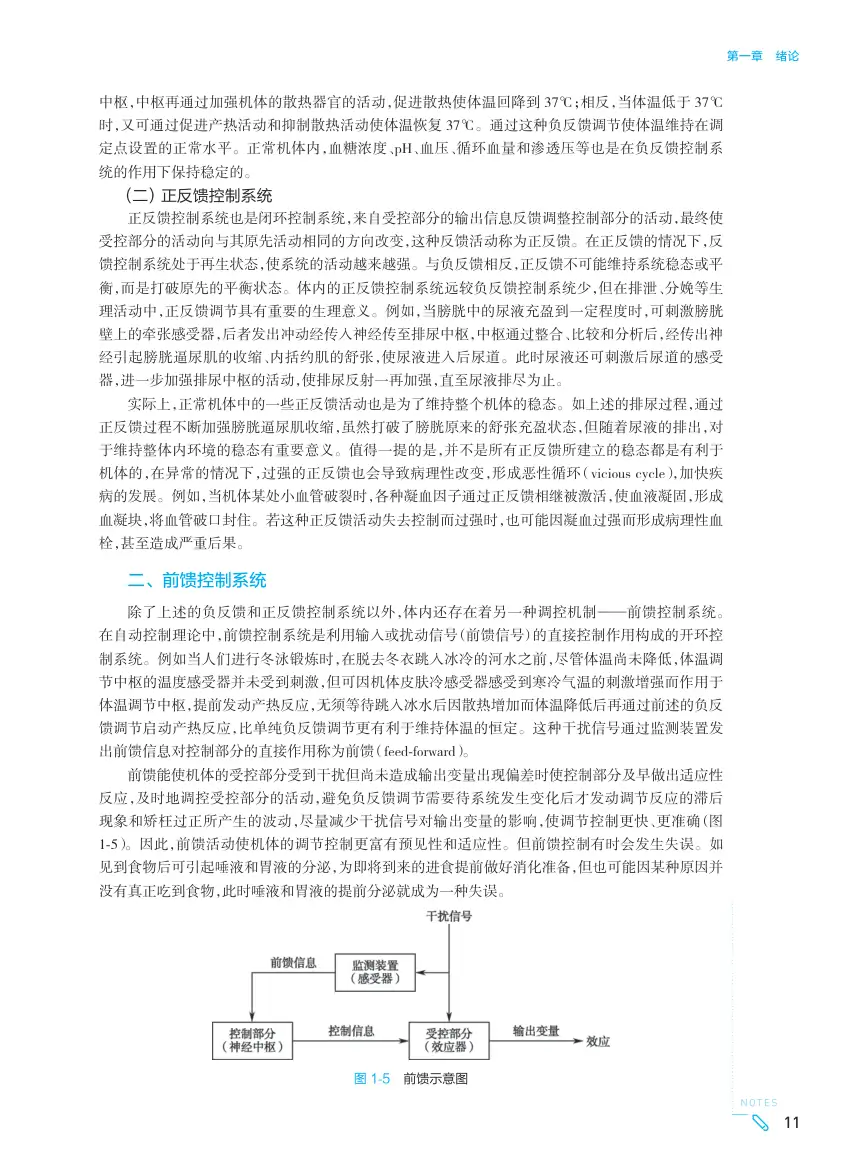 第一章 绪论
中枢,中枢再通过加强机体的散热器官的活动,促进散热使体温回降到 37℃;相反,当体温低于 37℃
时,又可通过促进产热活动和抑制散热活动使体温恢复 37℃。通过这种负反馈调节使体温维持在调
定点设置的正常水平。正常机体内,血糖浓度、pH、血压、循环血量和渗透压等也是在负反馈控制系
统的作用下保持稳定的。
(二) 正反馈控制系统
正反馈控制系统也是闭环控制系统,来自受控部分的输出信息反馈调整控制部分的活动,最终使
受控部分的活动向与其原先活动相同的方向改变,这种反馈活动称为正反馈。在正反馈的情况下,反
馈控制系统处于再生状态,使系统的活动越来越强。与负反馈相反,正反馈不可能维持系统稳态或平
衡,而是打破原先的平衡状态。体内的正反馈控制系统远较负反馈控制系统少,但在排泄、分娩等生
理活动中,正反馈调节具有重要的生理意义。例如,当膀胱中的尿液充盈到一定程度时,可刺激膀胱
壁上的牵张感受器,后者发出冲动经传入神经传至排尿中枢,中枢通过整合、比较和分析后,经传出神
经引起膀胱逼尿肌的收缩、内括约肌的舒张,使尿液进入后尿道。此时尿液还可刺激后尿道的感受
器,进一步加强排尿中枢的活动,使排尿反射一再加强,直至尿液排尽为止。
实际上,正常机体中的一些正反馈活动也是为了维持整个机体的稳态。如上述的排尿过程,通过
正反馈过程不断加强膀胱逼尿肌收缩,虽然打破了膀胱原来的舒张充盈状态,但随着尿液的排出,对
于维持整体内环境的稳态有重要意义。值得一提的是,并不是所有正反馈所建立的稳态都是有利于
机体的,在异常的情况下,过强的正反馈也会导致病理性改变,形成恶性循环(vicious cycle),加快疾
病的发展。例如,当机体某处小血管破裂时,各种凝血因子通过正反馈相继被激活,使血液凝固,形成
血凝块,将血管破口封住。若这种正反馈活动失去控制而过强时,也可能因凝血过强而形成病理性血
栓,甚至造成严重后果。
二、前馈控制系统
除了上述的负反馈和正反馈控制系统以外,体内还存在着另一种调控机制——前馈控制系统。
在自动控制理论中,前馈控制系统是利用输入或扰动信号(前馈信号)的直接控制作用构成的开环控
制系统。例如当人们进行冬泳锻炼时,在脱去冬衣跳入冰冷的河水之前,尽管体温尚未降低,体温调
节中枢的温度感受器并未受到刺激,但可因机体皮肤冷感受器感受到寒冷气温的刺激增强而作用于
体温调节中枢,提前发动产热反应,无须等待跳入冰水后因散热增加而体温降低后再通过前述的负反
馈调节启动产热反应,比单纯负反馈调节更有利于维持体温的恒定。这种干扰信号通过监测装置发
出前馈信息对控制部分的直接作用称为前馈(feed-forward)。
前馈能使机体的受控部分受到干扰但尚未造成输出变量出现偏差时使控制部分及早做出适应性
反应,及时地调控受控部分的活动,避免负反馈调节需要待系统发生变化后才发动调节反应的滞后
现象和矫枉过正所产生的波动,尽量减少干扰信号对输出变量的影响,使调节控制更快、更准确(图
1-5)。因此,前馈活动使机体的调节控制更富有预见性和适应性。但前馈控制有时会发生失误。如
见到食物后可引起唾液和胃液的分泌,为即将到来的进食提前做好消化准备,但也可能因某种原因并
没有真正吃到食物,此时唾液和胃液的提前分泌就成为一种失误。
干扰信号
前馈信息
监测装置
(感受器)
控制部分
(神经中枢)
控制信息
受控部分
(效应器)
输出变量
效应
图 1-5 前馈示意图
NOTES
11